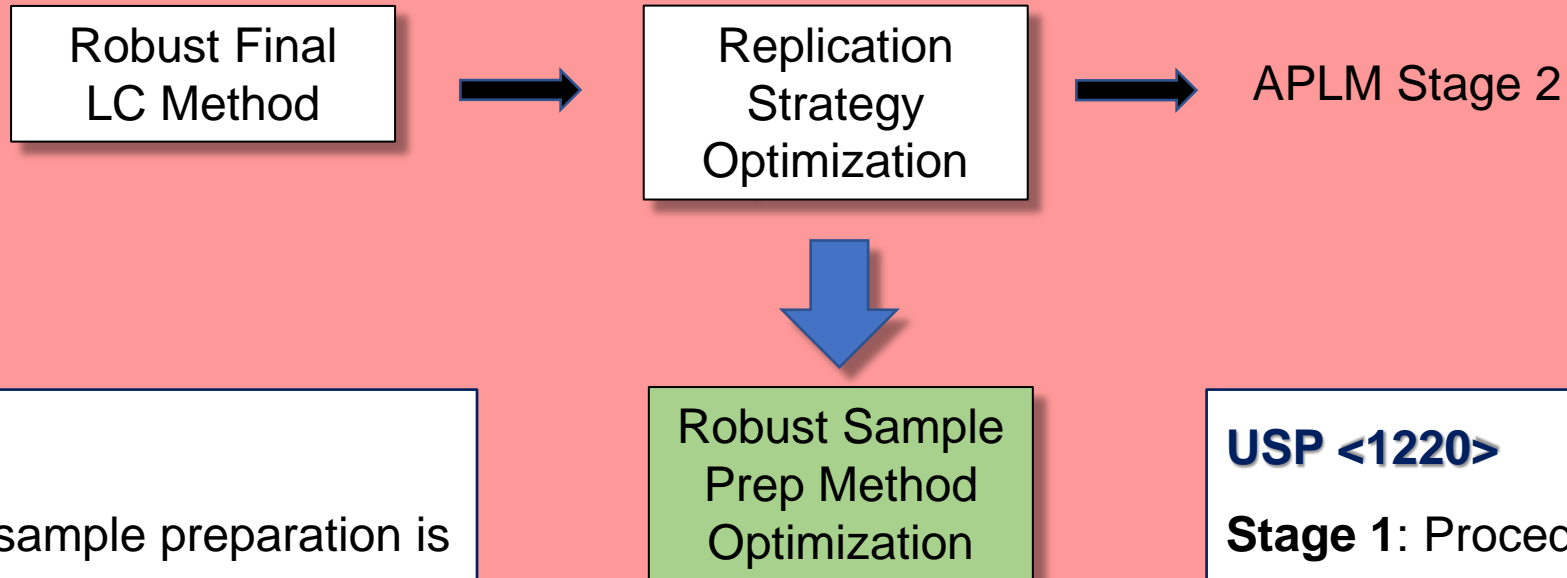 Robust Final
LC Method
Replication
Strategy
Optimization
APLM Stage 2
Robust Sample
Prep Method
Optimization
sample preparation is
USP <1220>
Stage 1: